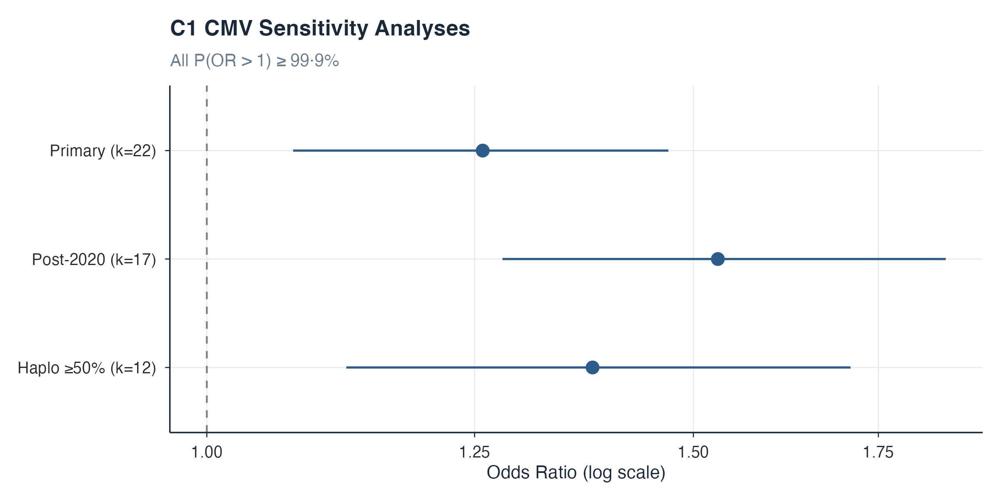 C1 CMV Sensitivity Analyses
All P(OR > 1) ≥ 99·9%
Primary (k=22)
Post-2020 (k=17)
Haplo ≥50% (k=12)
1.00 1.25 1.50 1.75
Odds Ratio (log scale)